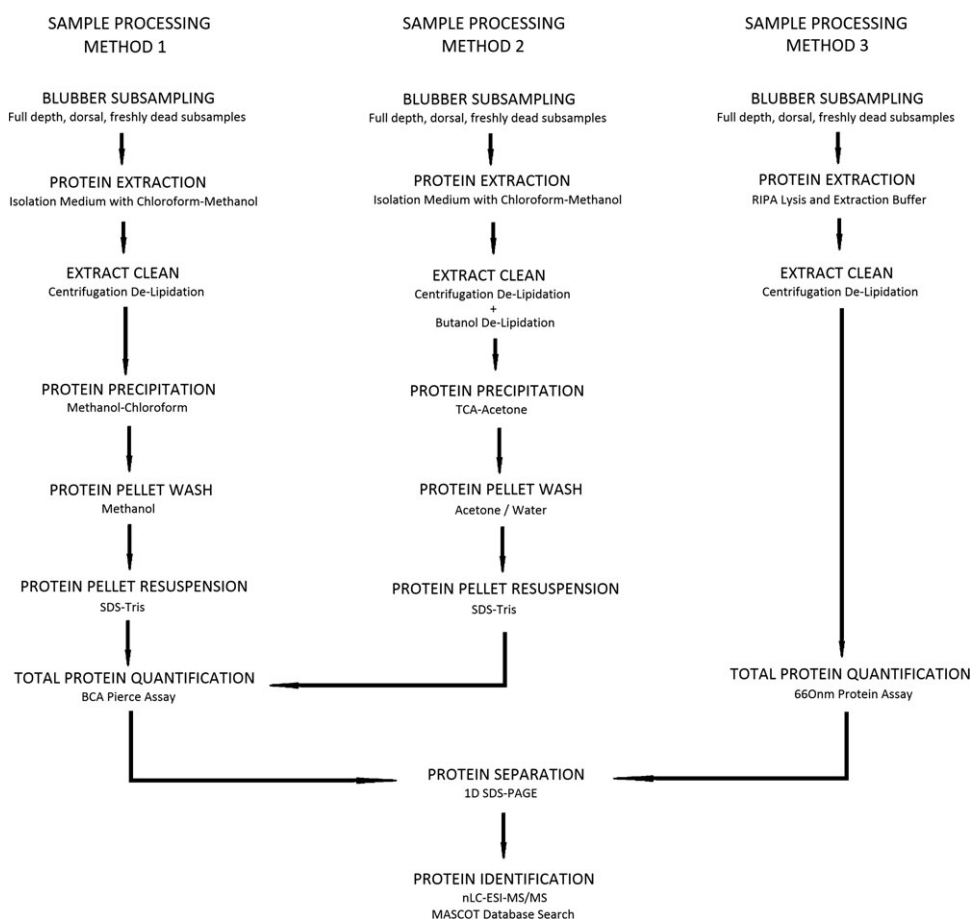 SAMPLE PROCESSING
METHOD 1
BLUBBER SUBSAMPLING
Full depth, dorsal, freshly dead subsamples
PROTEIN EXTRACTION
Isolation Medium with Chloroform-Methanol
EXTRACT CLEAN
Centrifugation De-Lipidation
PROTEIN PRECIPITATION
Methanol-Chloroform
PROTEIN PELLET WASH
Methanol
PROTEIN PELLET RESUSPENSION
SDS-Tris
TOTAL PROTEIN QUANTIFICATION
BCA Pierce Assay
SAMPLE PROCESSING
METHOD 2
BLUBBER SUBSAMPLING
Full depth, dorsal, freshly dead subsamples
PROTEIN EXTRACTION
Isolation Medium with Chloroform-Methanol
EXTRACT CLEAN
Centrifugation De-Lipidation
+
Butanol De-Lipidation
PROTEIN PRECIPITATION
TCA-Acetone
PROTEIN PELLET WASH
Acetone / Water
PROTEIN PELLET RESUSPENSION
SDS-Tris
SAMPLE PROCESSING
METHOD 3
BLUBBER SUBSAMPLING
Full depth, dorsal, freshly dead subsamples
PROTEIN EXTRACTION
RIPA Lysis and Extraction Buffer
EXTRACT CLEAN
Centrifugation De-Lipidation
TOTAL PROTEIN QUANTIFICATION
66Onm Protein Assay
PROTEIN SEPARATION
1D SDS-PAGE
PROTEIN IDENTIFICATION
nLC-ESI-MS/MS
MASCOT Database Search